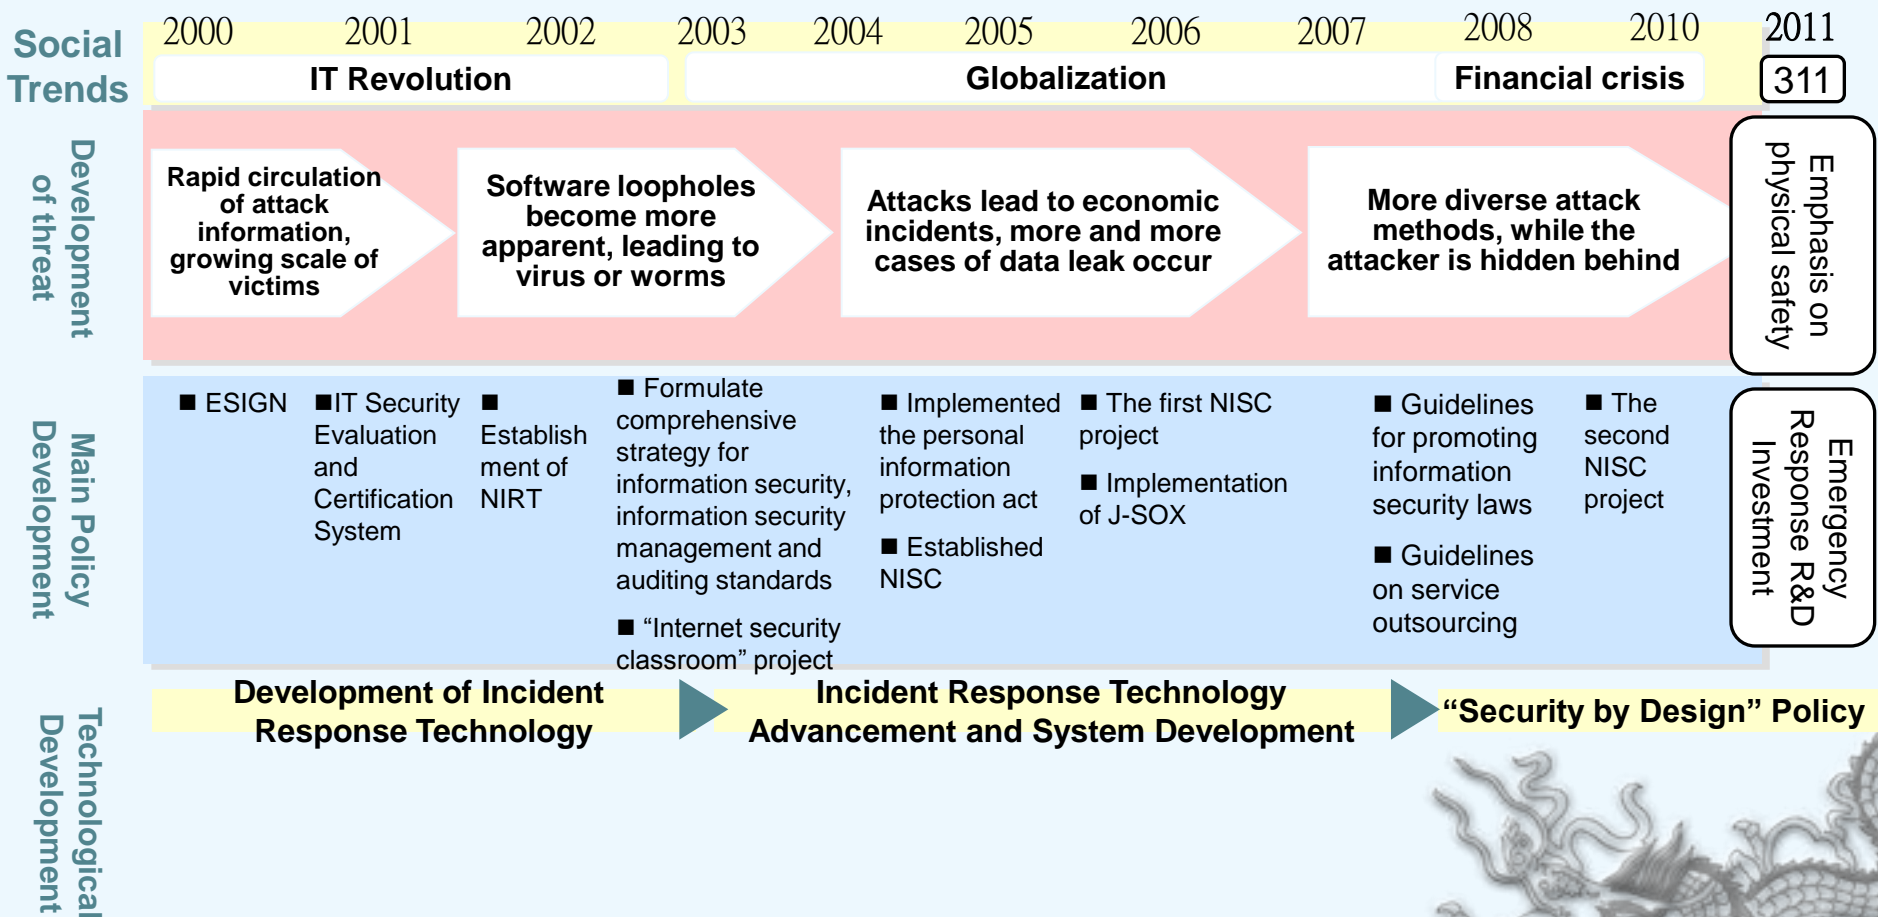 Social
Trends
2000 2001 2002 2003 2004 2005 2006 2007 2008 2010 2011
IT Revolution
Globalization
Financial crisis
311
Development
of threat
Rapid circulation
of attack
information,
growing scale of
victims
Software loopholes
become more
apparent, leading to
virus or worms
Attacks lead to economic
incidents, more and more
cases of data leak occur
More diverse attack
methods, while the
attacker is hidden behind
Emphasis on
physical safety
Main Policy
Development
■ ESIGN
■IT Security
Evaluation
and
Certification
System
■
Establish
ment of
NIRT
■ Formulate
comprehensive
strategy for
information security,
information security
management and
auditing standards
■ “Internet security
classroom” project
■ Implemented
the personal
information
protection act
■ Established
NISC
■ The first NISC
project
■ Implementation
of J-SOX
■ Guidelines
for promoting
information
security laws
■ Guidelines
on service
outsourcing
■ The
second
NISC
project
Emergency
Response R&D
Investment
Technological
Development
Development of Incident
Response Technology
Incident Response Technology
Advancement and System Development
“Security by Design” Policy